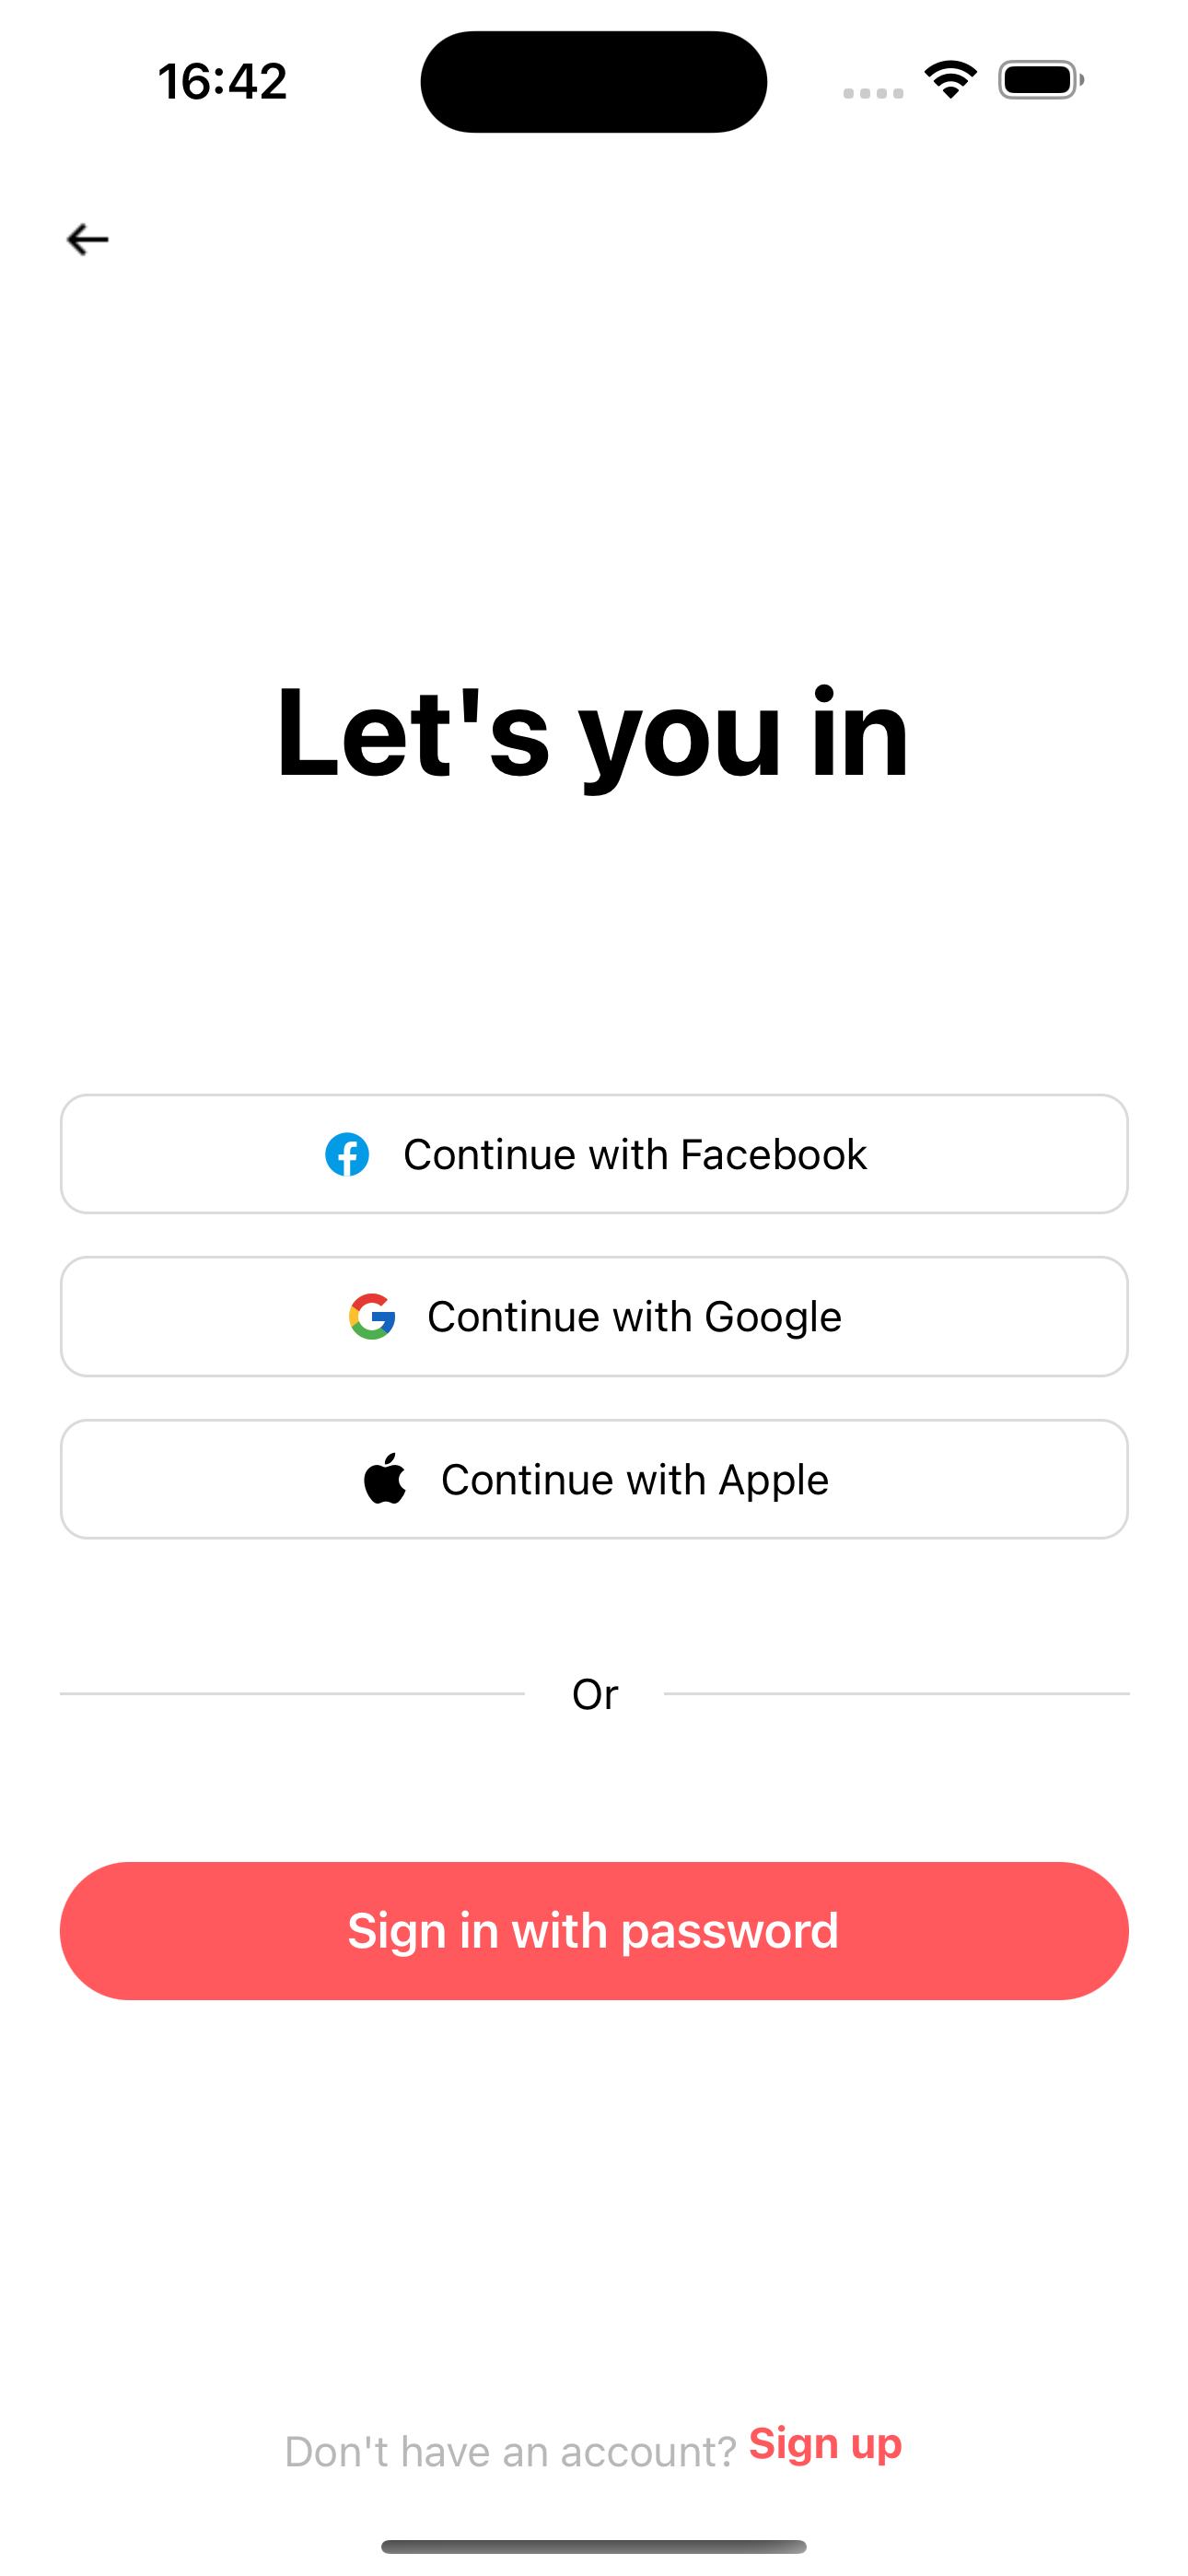 16:42
Let's you in
Continue with Facebook
Continue with Google
Continue with Apple
Or
Sign in with password
Don't have an account? Sign up